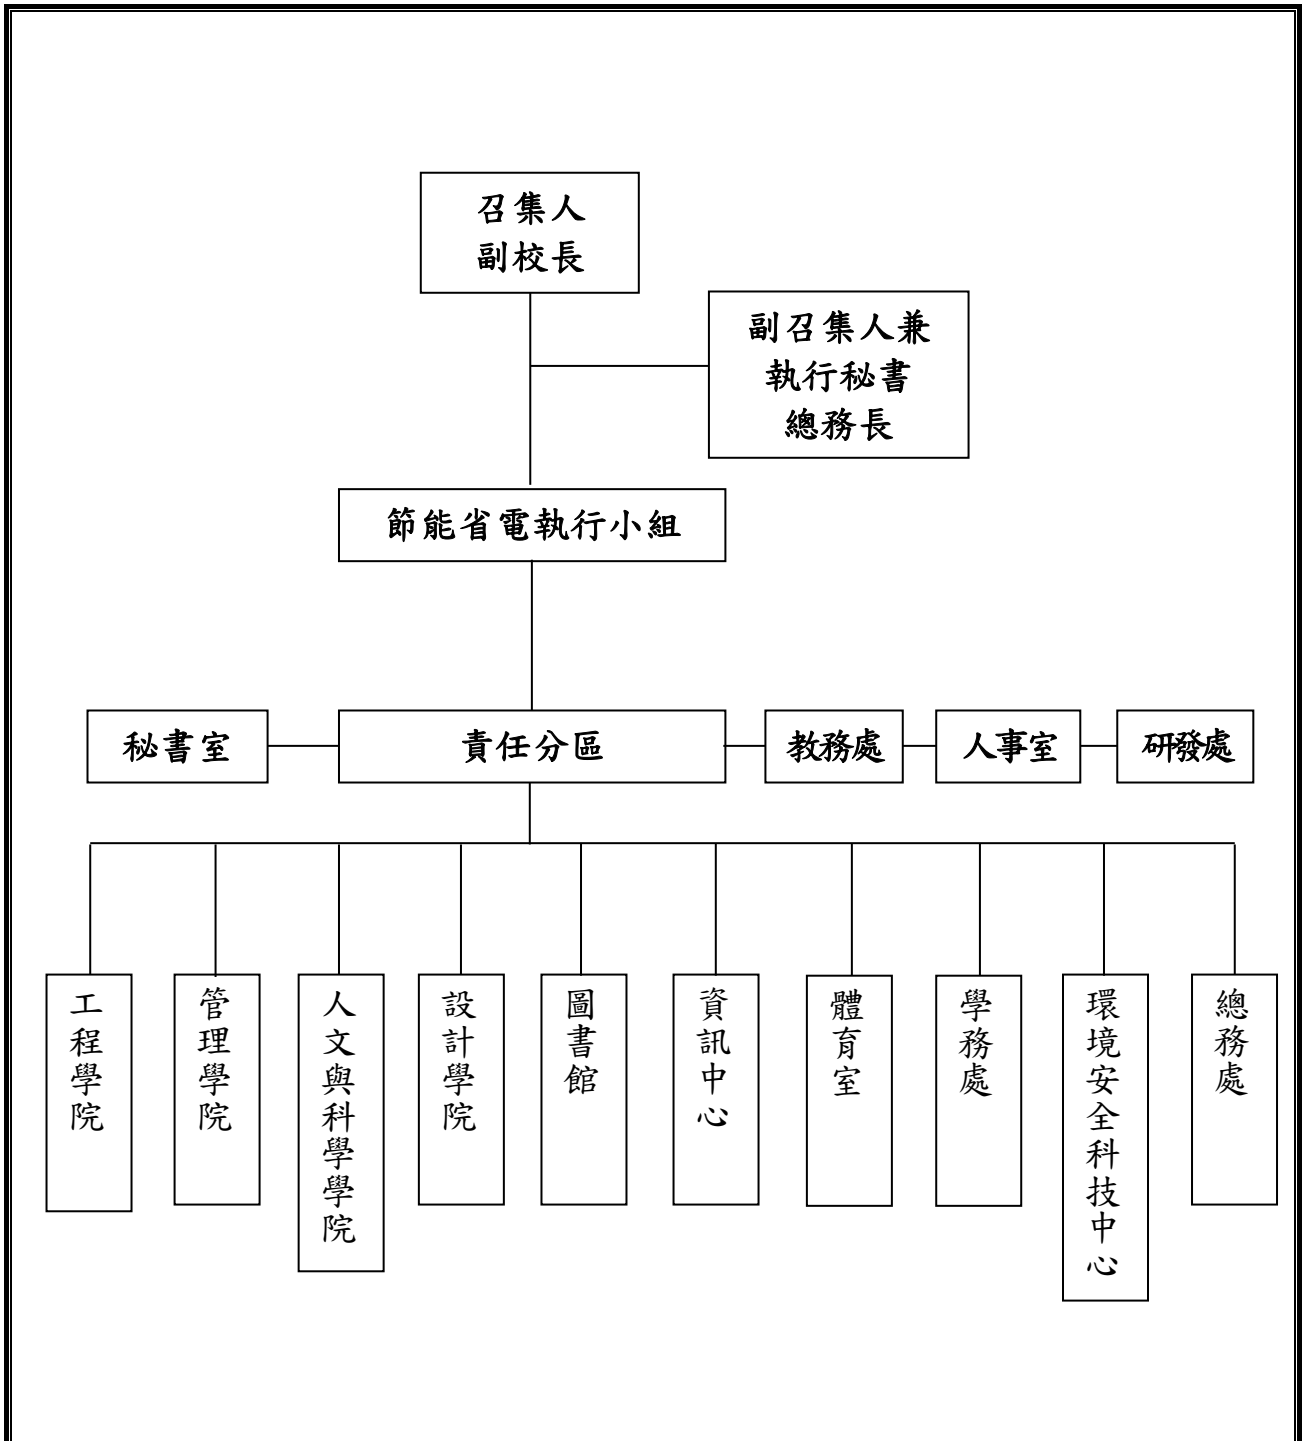 召集人
副校長
副召集人兼
執行秘書
總務長
節能省電執行小組
秘書室
責任分區
教務處
人事室
研發處
工程學院
管理學院
人文與科學學院
設計學院
圖書館
資訊中心
體育室
學務處
環境安全科技中心
總務處